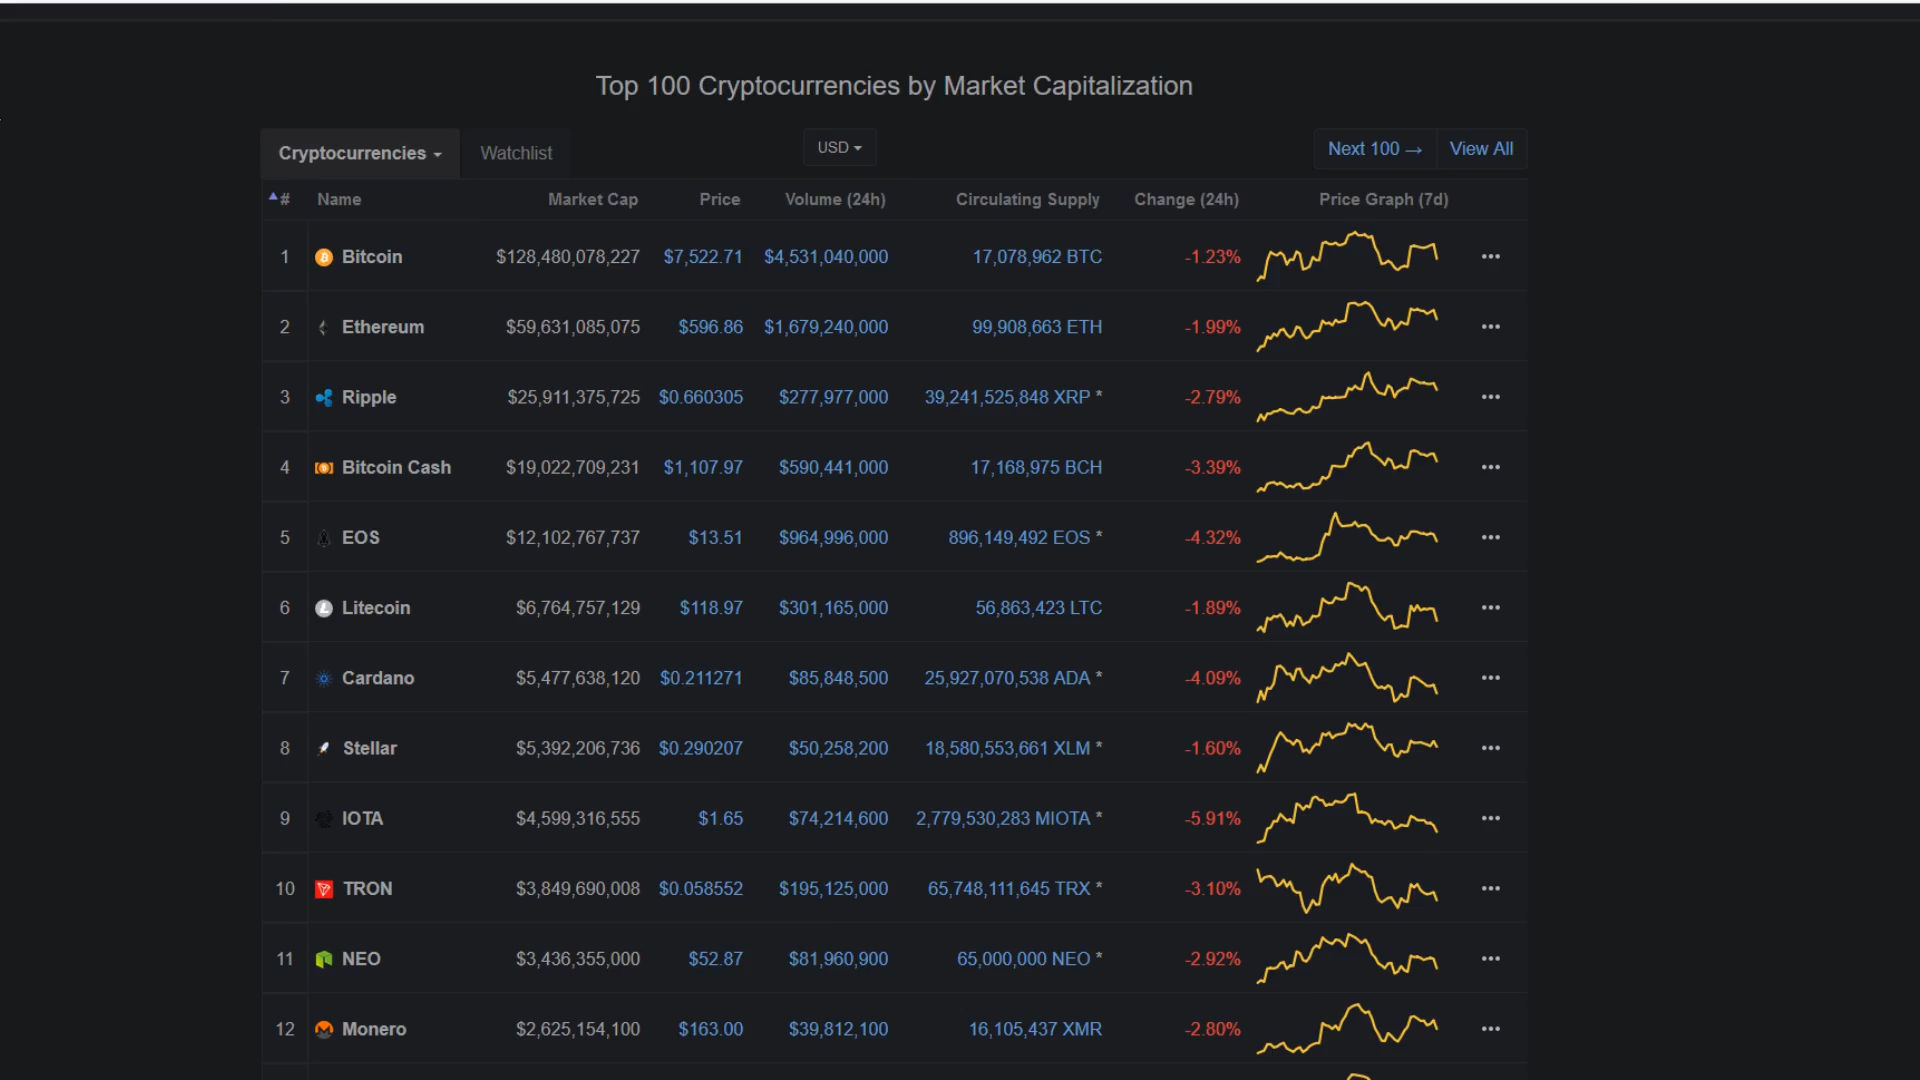 Top 100 Cryptocurrencies by Market Capitalization
Cryptocurrencies Watchlist USD Next 100 → View All
# Name Market Cap Price Volume (24h) Circulating Supply Change (24h) Price Graph (7d)
1 Bitcoin $128,480,078,227 $7,522.71 $4,531,040,000 17,078,962 BTC -1.23%
2 Ethereum $59,631,085,075 $596.86 $1,679,240,000 99,908,663 ETH -1.99%
3 Ripple $25,911,375,725 $0.660305 $277,977,000 39,241,525,848 XRP * -2.79%
4 Bitcoin Cash $19,022,709,231 $1,107.97 $590,441,000 17,168,975 BCH -3.39%
5 EOS $12,102,767,737 $13.51 $964,996,000 896,149,492 EOS * -4.32%
6 Litecoin $6,764,757,129 $118.97 $301,165,000 56,863,423 LTC -1.89%
7 Cardano $5,477,638,120 $0.211271 $85,848,500 25,927,070,538 ADA * -4.09%
8 Stellar $5,392,206,736 $0.290207 $50,258,200 18,580,553,661 XLM * -1.60%
9 IOTA $4,599,316,555 $1.65 $74,214,600 2,779,530,283 MIOTA * -5.91%
10 TRON $3,849,690,008 $0.058552 $195,125,000 65,748,111,645 TRX * -3.10%
11 NEO $3,436,355,000 $52.87 $81,960,900 65,000,000 NEO * -2.92%
12 Monero $2,625,154,100 $163.00 $39,812,100 16,105,437 XMR -2.80%